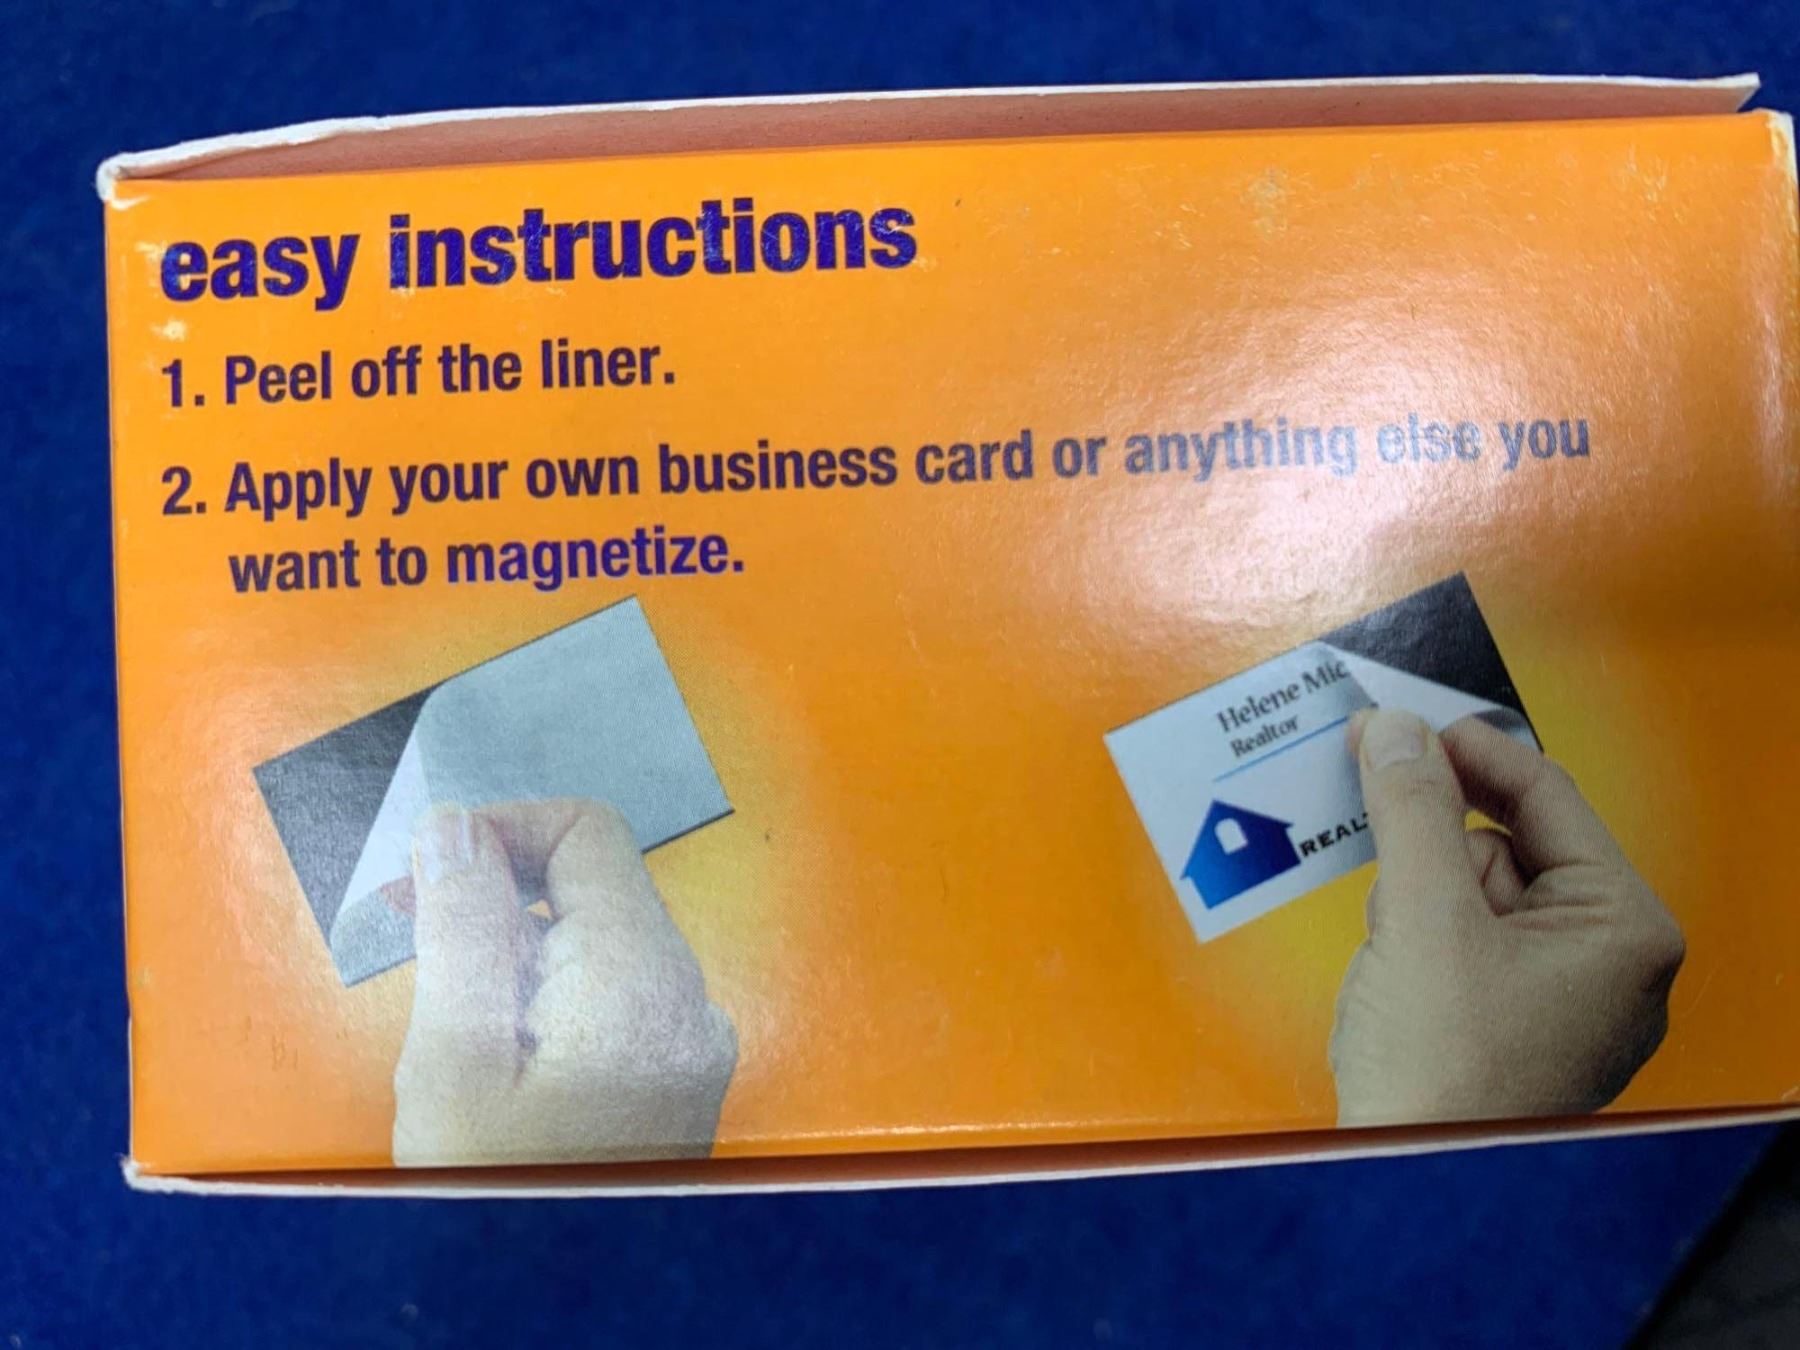 easy instructions
1. Peel off the liner.
2. Apply your own business card or anything else you
want to magnetize.
Helene Mic
Realtor
REAL